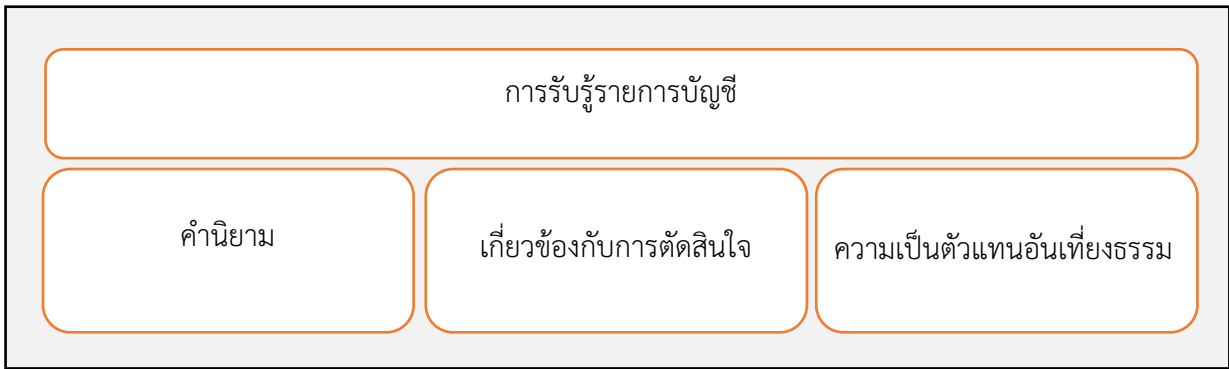 การรับรู้รายการบัญชี
คำนิยาม
เกี่ยวข้องกับการตัดสินใจ
ความเป็นตัวแทนอันเที่ยงธรรม